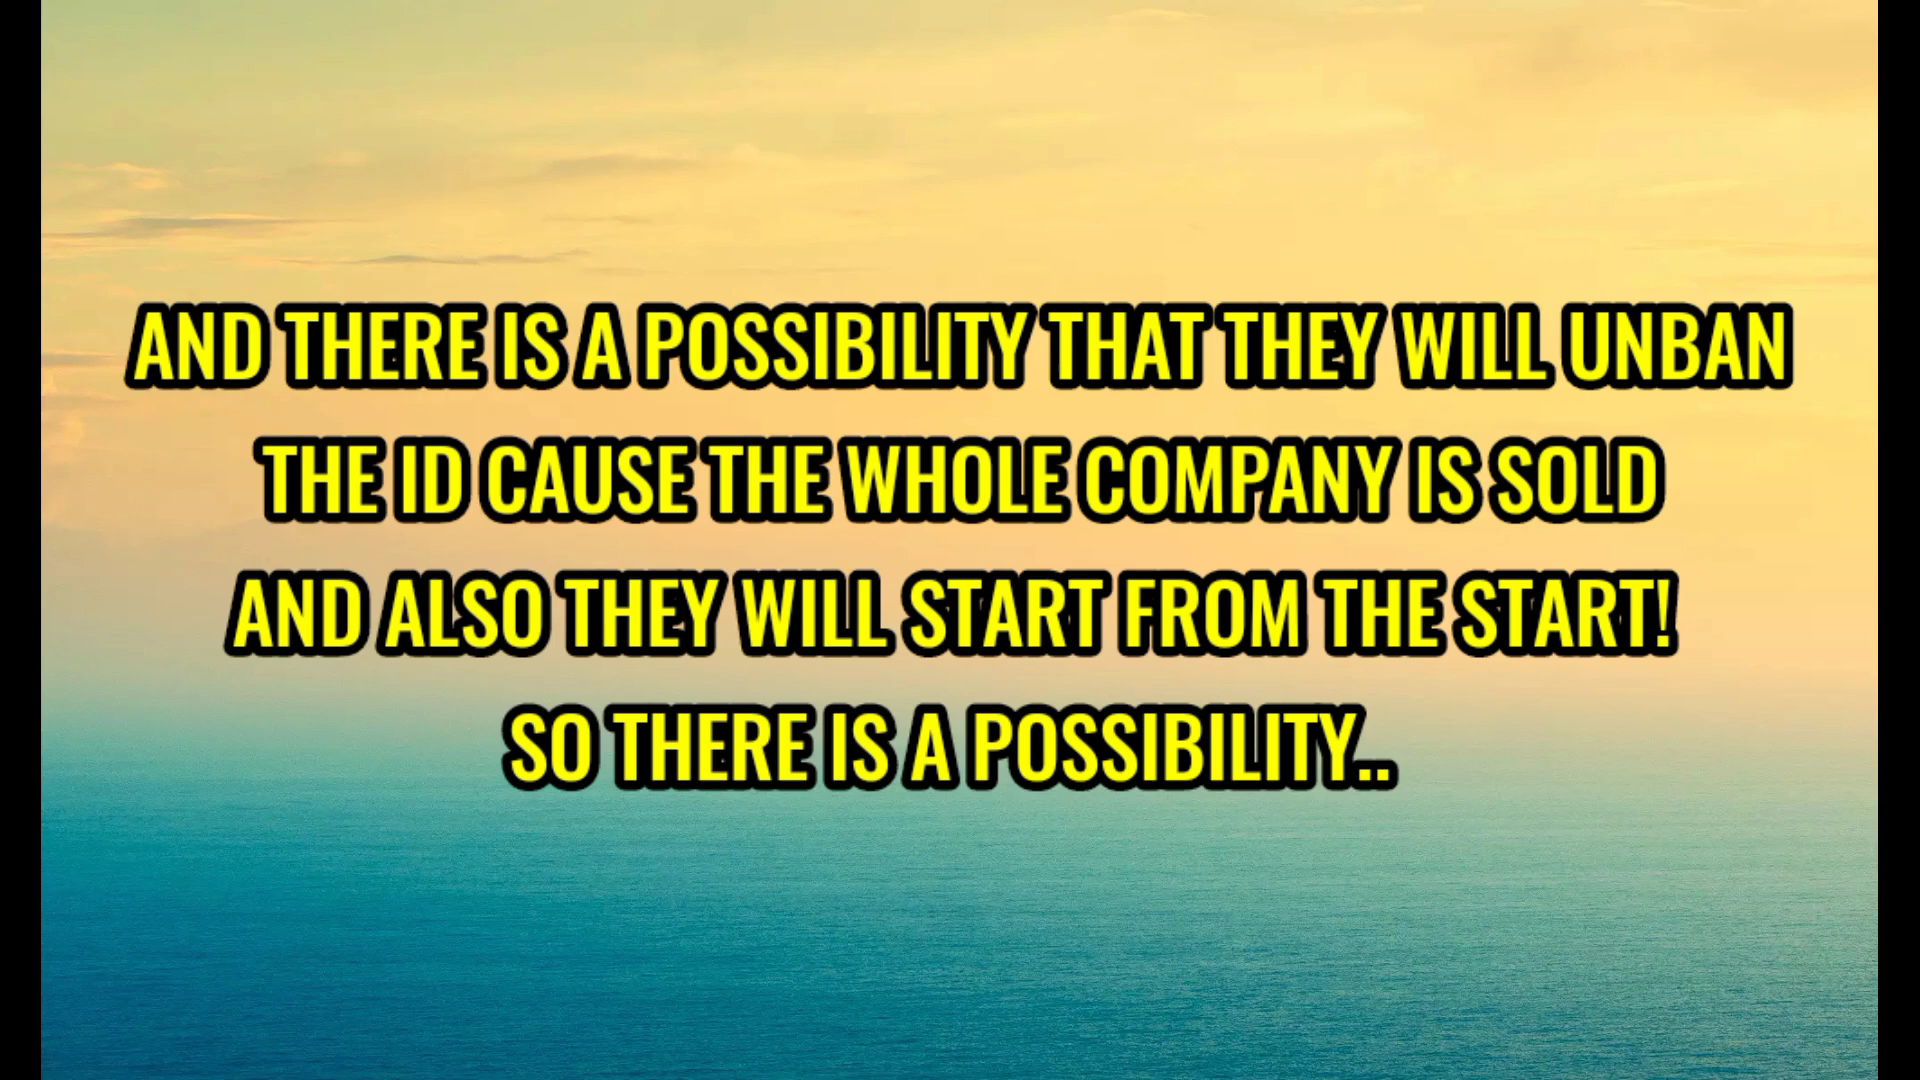 AND THERE IS A POSSIBILITY THAT THEY WILL UNBAN
THE ID CAUSE THE WHOLE COMPANY IS SOLD
AND ALSO THEY WILL START FROM THE START!
SO THERE IS A POSSIBILITY..